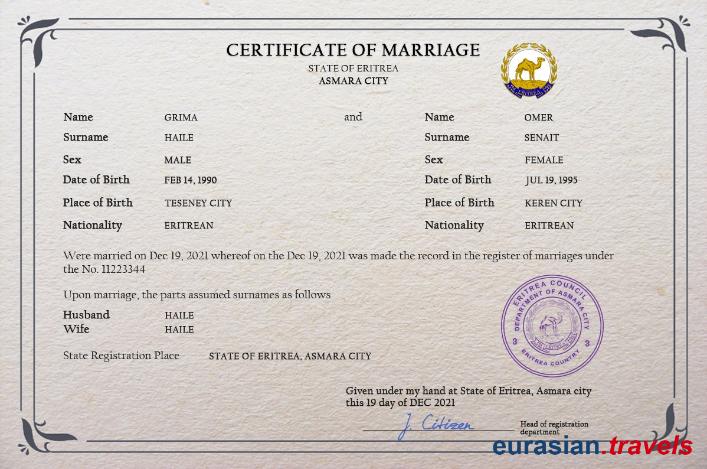 CERTIFICATE OF MARRIAGE
STATE OF ERITREA
ASMARA CITY
Name GRIMA and Name OMER
Surname HAILE Surname SENAIT
Sex MALE Sex FEMALE
Date of Birth FEB 14, 1990 Date of Birth JUL 19, 1995
Place of Birth TESENEY CITY Place of Birth KEREN CITY
Nationality ERITREAN Nationality ERITREAN
Were married on Dec 19, 2021 whereof on the Dec 19, 2021 was made the record in the register of marriages under
the No. 11223344
Upon marriage, the parts assumed surnames as follows
Husband HAILE
Wife HAILE
State Registration Place STATE OF ERITREA, ASMARA CITY
ERITREA COUNCIL
DEPARTMENT OF ASMARA CITY
3 3
ERITREA COUNTRY
Given under my hand at State of Eritrea, Asmara city
this 19 day of DEC 2021
J. Citizen Head of registration
department
eurasian.travels